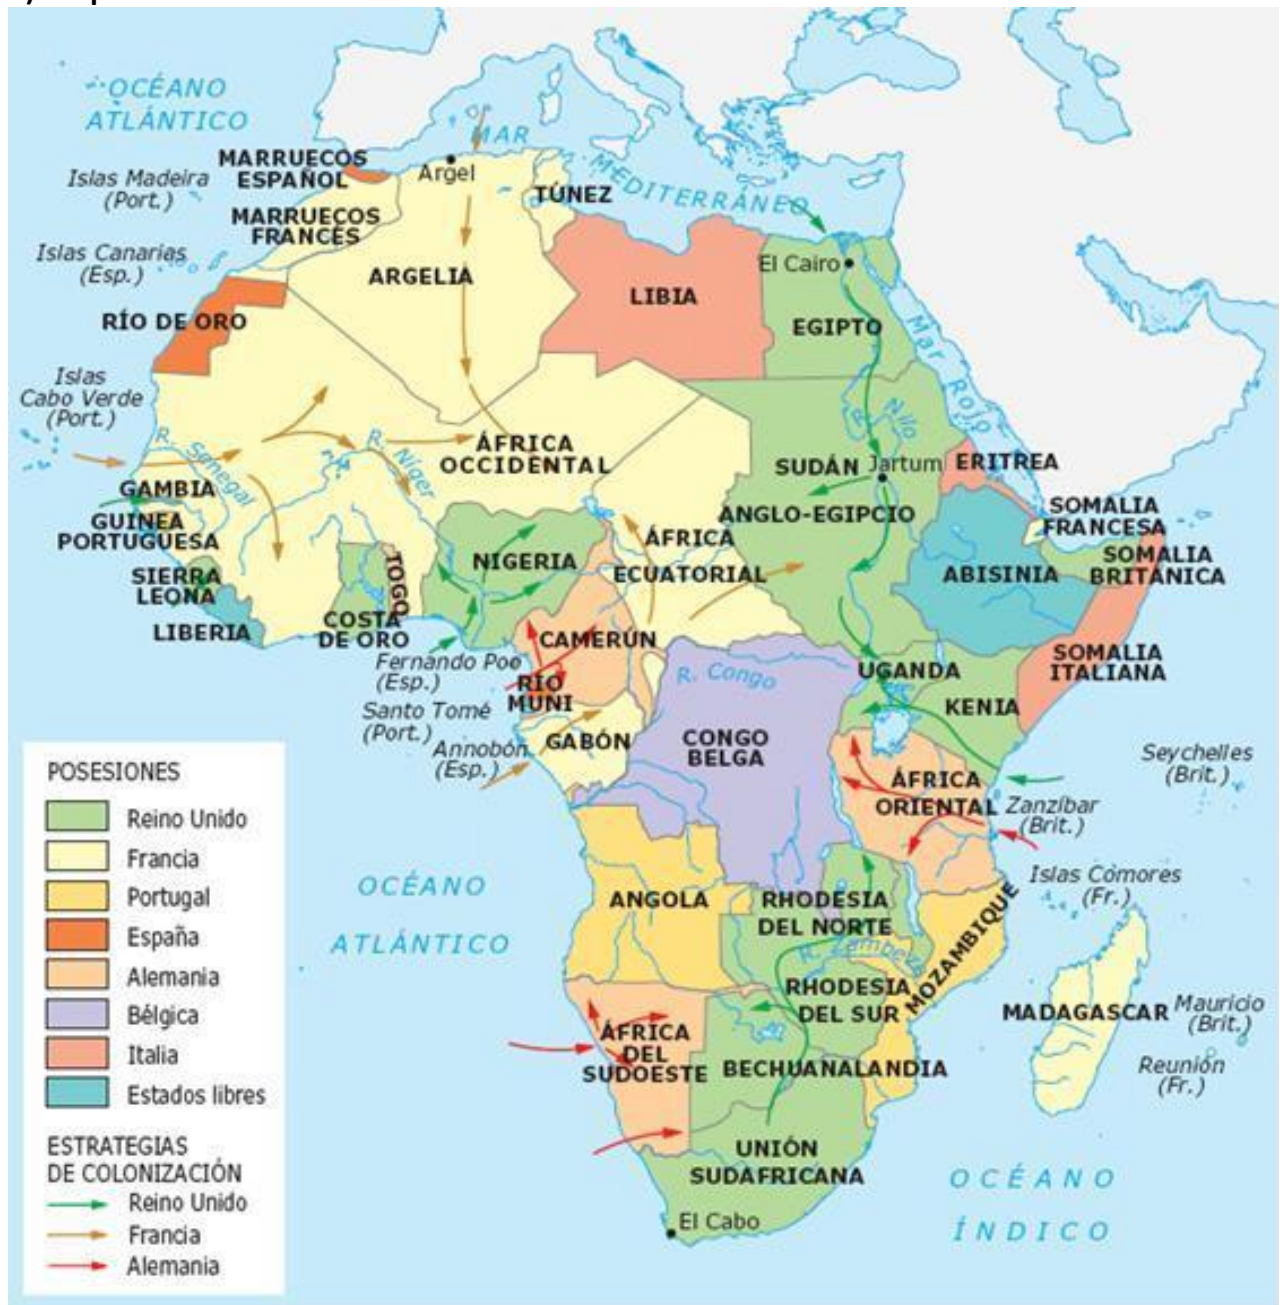 OCÉANO
ATLÁNTICO
MAR
MEDITERRÁNEO
MARRUECOS
ESPAÑOL
Argel
Islas Madeira
(Port.)
TÚNEZ
MARRUECOS
FRANCÉS
Islas Canarias
(Esp.)
ARGELIA
El Cairo
LIBIA
RÍO DE ORO
EGIPTO
Mar Rojo
Islas
Cabo Verde
(Port.)
R. Senegal
R. Níger
R. Nilo
ÁFRICA
OCCIDENTAL
SUDÁN
Jartum
ERITREA
GAMBIA
ANGLO-EGIPCIO
SOMALIA
FRANCESA
GUINEA
PORTUGUESA
ÁFRICA
ECUATORIAL
NIGERIA
SOMALIA
BRITÁNICA
SIERRA
LEONA
TOGO
ABISINIA
LIBERIA
COSTA
DE ORO
CAMERÚN
Fernando Poo
(Esp.)
R. Congo
UGANDA
SOMALIA
ITALIANA
RÍO
MUNI
Santo Tomé
(Port.)
KENIA
Annobón
(Esp.)
GABÓN
CONGO
BELGA
Seychelles
(Brit.)
ÁFRICA
ORIENTAL
Zanzíbar
(Brit.)
Islas Cómores
(Fr.)
OCÉANO
ATLÁNTICO
ANGOLA
RHODESIA
DEL NORTE
MOZAMBIQUE
R. Zambeze
RHODESIA
DEL SUR
MADAGASCAR
Mauricio
(Brit.)
ÁFRICA
DEL
SUDOESTE
BECHUANALANDIA
Reunión
(Fr.)
UNIÓN
SUDAFRICANA
El Cabo
OCÉANO
ÍNDICO
POSESIONES
Reino Unido
Francia
Portugal
España
Alemania
Bélgica
Italia
Estados libres
ESTRATEGIAS
DE COLONIZACIÓN
Reino Unido
Francia
Alemania